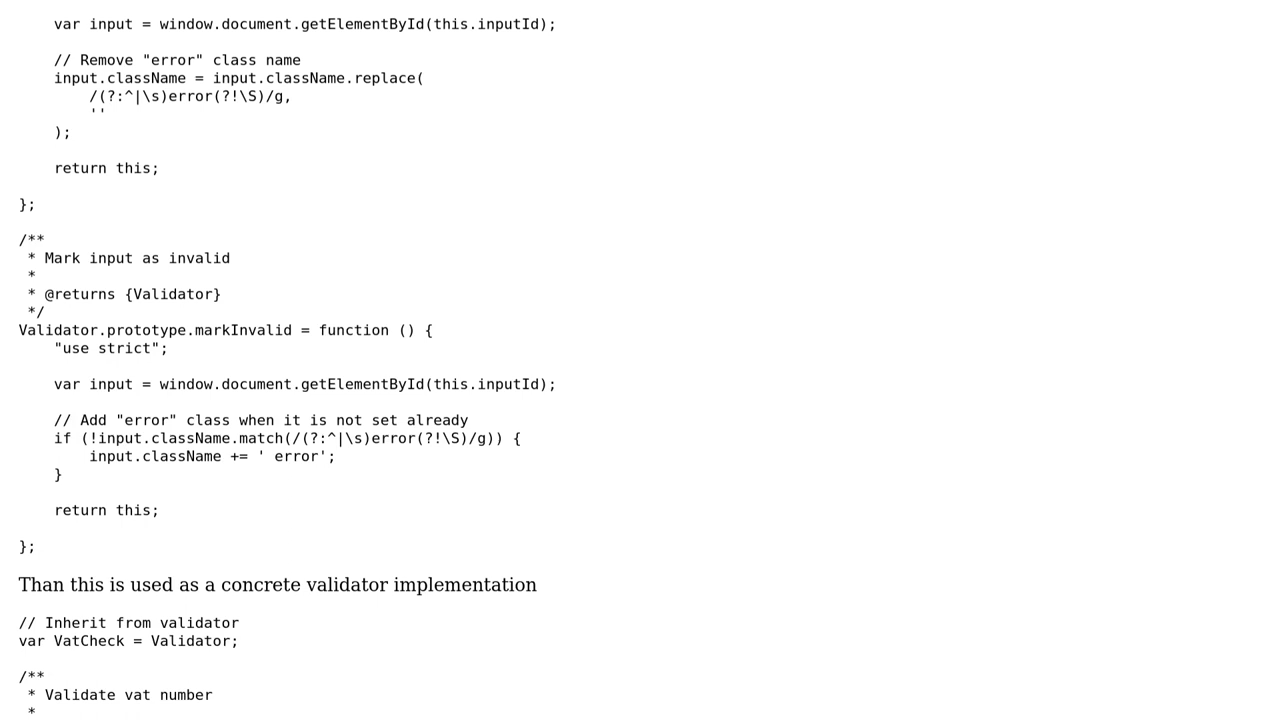 var input = window.document.getElementById(this.inputId);

    // Remove "error" class name
    input.className = input.className.replace(
        /(?:^|\s)error(?!\S)/g,
        ''
    );

    return this;

};

/**
 * Mark input as invalid
 *
 * @returns {Validator}
 */
Validator.prototype.markInvalid = function () {
    "use strict";

    var input = window.document.getElementById(this.inputId);

    // Add "error" class when it is not set already
    if (!input.className.match(/(?:^|\s)error(?!\S)/g)) {
        input.className += ' error';
    }

    return this;

};

Than this is used as a concrete validator implementation

// Inherit from validator
var VatCheck = Validator;

/**
 * Validate vat number
 *